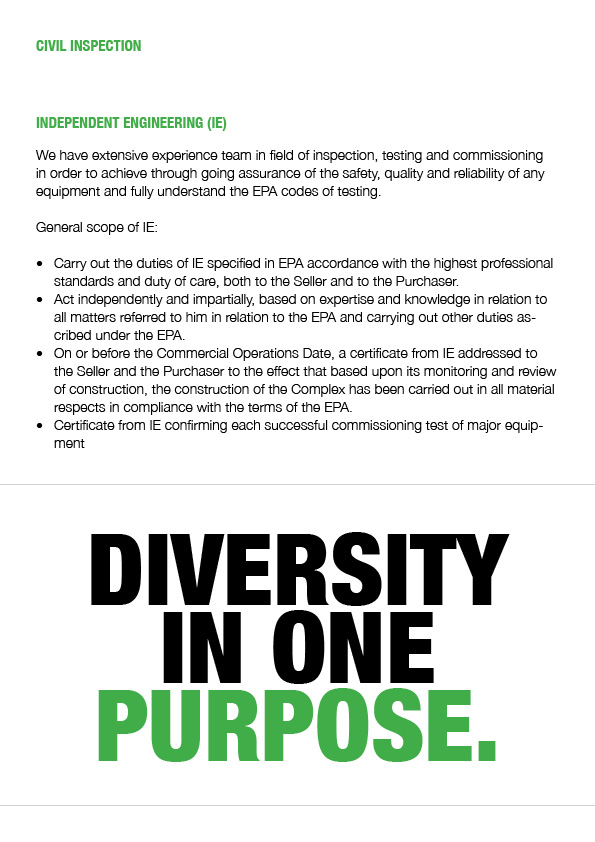 CIVIL INSPECTION
INDEPENDENT ENGINEERING (IE)
We have extensive experience team in field of inspection, testing and commissioning
in order to achieve through going assurance of the safety, quality and reliability of any
equipment and fully understand the EPA codes of testing.
General scope of IE:
• Carry out the duties of IE specified in EPA accordance with the highest professional
standards and duty of care, both to the Seller and to the Purchaser.
• Act independently and impartially, based on expertise and knowledge in relation to
all matters referred to him in relation to the EPA and carrying out other duties as-
cribed under the EPA.
• On or before the Commercial Operations Date, a certificate from IE addressed to
the Seller and the Purchaser to the effect that based upon its monitoring and review
of construction, the construction of the Complex has been carried out in all material
respects in compliance with the terms of the EPA.
• Certificate from IE confirming each successful commissioning test of major equip-
ment
DIVERSITY
IN ONE
PURPOSE.